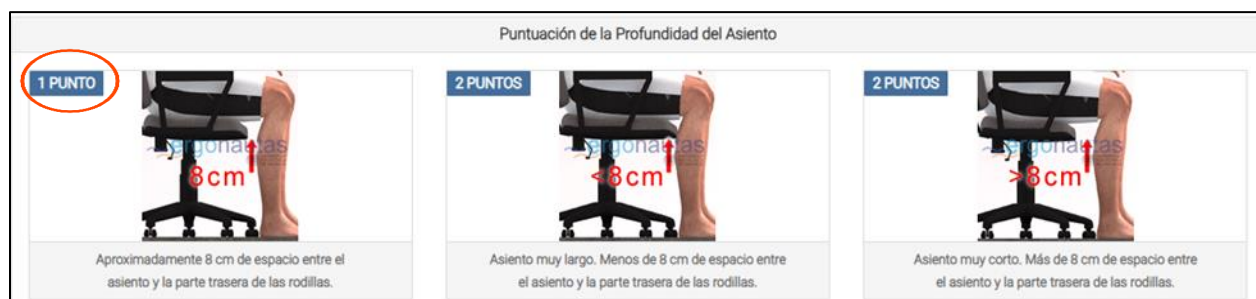 Puntuación de la Profundidad del Asiento
1 PUNTO
2 PUNTOS
2 PUNTOS
ergonautas
8cm
ergonautas
<8cm
ergonautas
>8cm
Aproximadamente 8 cm de espacio entre el
asiento y la parte trasera de las rodillas.
Asiento muy largo. Menos de 8 cm de espacio entre
el asiento y la parte trasera de las rodillas.
Asiento muy corto. Más de 8 cm de espacio entre
el asiento y la parte trasera de las rodillas.